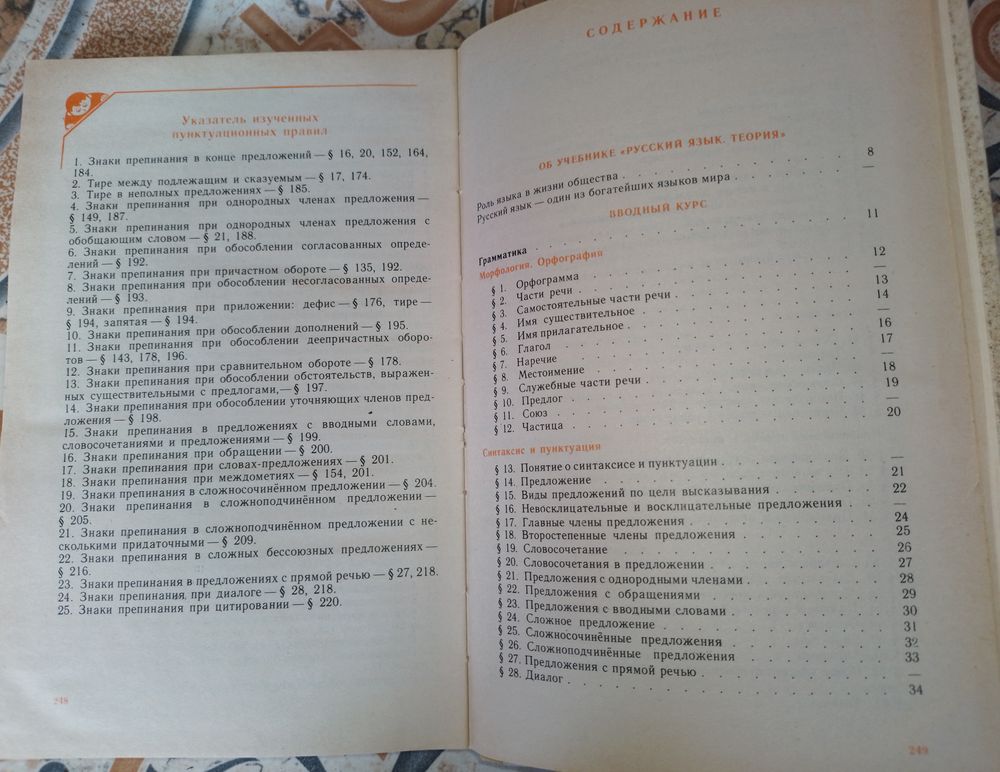 Указатель изученных
пунктуационных правил
1. Знаки препинания в конце предложений — § 16, 20, 152, 164,
184.
2. Тире между подлежащим и сказуемым — § 17, 174.
3. Тире в неполных предложениях — § 185.
4. Знаки препинания при однородных членах предложения —
§ 149, 187.
5. Знаки препинания при однородных членах предложения с
обобщающим словом — § 21, 188.
6. Знаки препинания при обособлении согласованных опреде-
лений — § 192.
7. Знаки препинания при причастном обороте — § 135, 192.
8. Знаки препинания при обособлении несогласованных опреде-
лений — § 193.
9. Знаки препинания при приложении: дефис — § 176, тире —
§ 194, запятая — § 194.
10. Знаки препинания при обособлении дополнений — § 195.
11. Знаки препинания при обособлении деепричастных оборо-
тов — § 143, 178, 196.
12. Знаки препинания при сравнительном обороте — § 178.
13. Знаки препинания при обособлении обстоятельств, выражен-
ных существительными с предлогами, — § 197.
14. Знаки препинания при обособлении уточняющих членов пред-
ложения — § 198.
15. Знаки препинания в предложениях с вводными словами,
словосочетаниями и предложениями — § 199.
16. Знаки препинания при обращении — § 200.
17. Знаки препинания при словах-предложениях — § 201.
18. Знаки препинания при междометиях — § 154, 201.
19. Знаки препинания в сложносочинённом предложении — § 204.
20. Знаки препинания в сложноподчинённом предложении —
§ 205.
21. Знаки препинания в сложноподчинённом предложении с не-
сколькими придаточными — § 209.
22. Знаки препинания в сложных бессоюзных предложениях —
§ 216.
23. Знаки препинания в предложениях с прямой речью — § 27, 218.
24. Знаки препинания при диалоге — § 28, 218.
25. Знаки препинания при цитировании — § 220.
248
СОДЕРЖАНИЕ
ОБ УЧЕБНИКЕ «РУССКИЙ ЯЗЫК. ТЕОРИЯ»
Роль языка в жизни общества . . . . . . . . . . 8
Русский язык — один из богатейших языков мира . . . . . . —
ВВОДНЫЙ КУРС
Грамматика . . . . . . . . . . 11
Морфология. Орфография
§ 1. Орфограмма . . . . . . . . . . 12
§ 2. Части речи . . . . . . . . . . —
§ 3. Самостоятельные части речи . . . . . . . . . . 13
§ 4. Имя существительное . . . . . . . . . . 14
§ 5. Имя прилагательное . . . . . . . . . . —
§ 6. Глагол . . . . . . . . . . 16
§ 7. Наречие . . . . . . . . . . 17
§ 8. Местоимение . . . . . . . . . . —
§ 9. Служебные части речи . . . . . . . . . . 18
§ 10. Предлог . . . . . . . . . . 19
§ 11. Союз . . . . . . . . . . —
§ 12. Частица . . . . . . . . . . 20
Синтаксис и пунктуация
§ 13. Понятие о синтаксисе и пунктуации . . . . . . . . . . —
§ 14. Предложение . . . . . . . . . . 21
§ 15. Виды предложений по цели высказывания . . . . . . . 22
§ 16. Невосклицательные и восклицательные предложения . . . —
§ 17. Главные члены предложения . . . . . . . . . . 24
§ 18. Второстепенные члены предложения . . . . . . . . . 25
§ 19. Словосочетание . . . . . . . . . . 26
§ 20. Словосочетания в предложении . . . . . . . . . . 27
§ 21. Предложения с однородными членами . . . . . . . . . 28
§ 22. Предложения с обращениями . . . . . . . . . . 29
§ 23. Предложения с вводными словами . . . . . . . . . . 30
§ 24. Сложное предложение . . . . . . . . . . 31
§ 25. Сложносочинённые предложения . . . . . . . . . . 32
§ 26. Сложноподчинённые предложения . . . . . . . . . . 33
§ 27. Предложения с прямой речью . . . . . . . . . . —
§ 28. Диалог . . . . . . . . . . 34
249